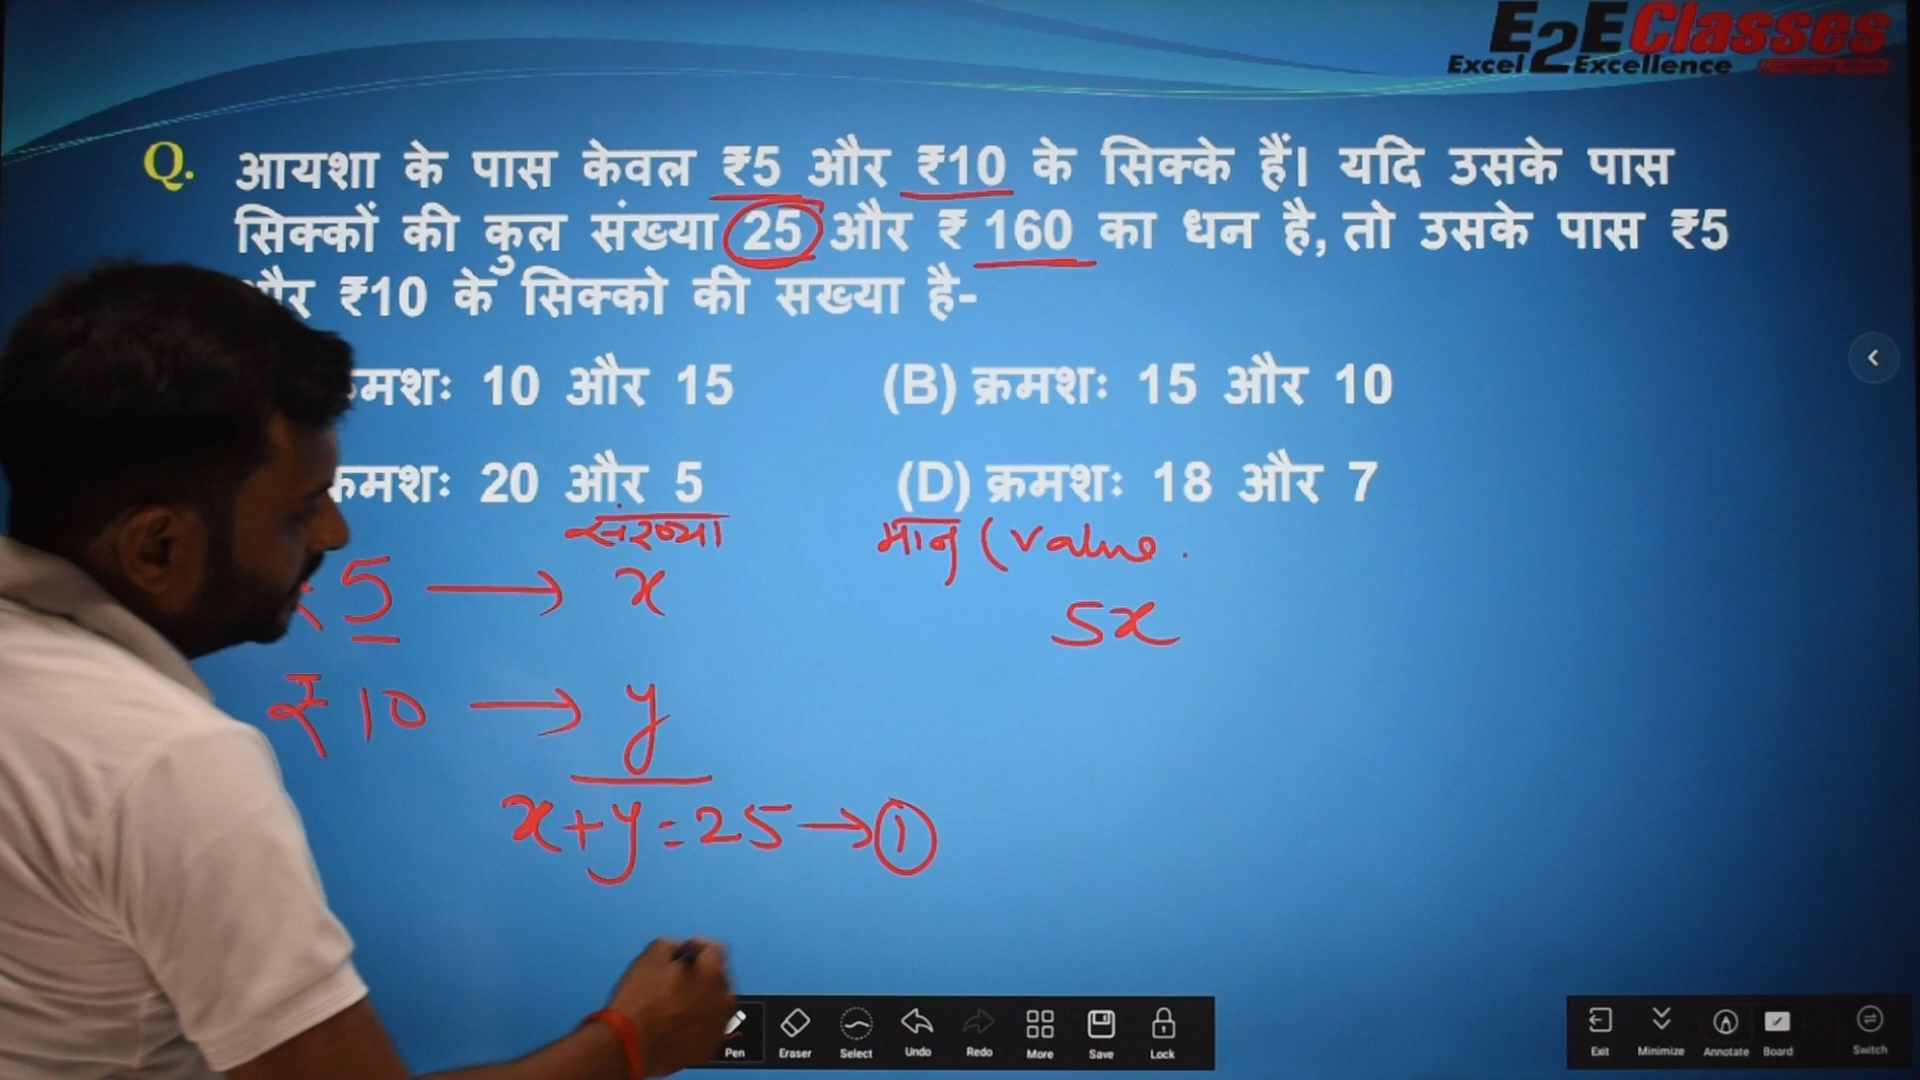 E2E Classes
Excel 2 Excellence
Q. आयशा के पास केवल ₹5 और ₹10 के सिक्के हैं। यदि उसके पास
सिक्कों की कुल संख्या 25 और ₹ 160 का धन है, तो उसके पास ₹5
और ₹10 के सिक्को की सख्या है-
क्रमशः 10 और 15
(B) क्रमशः 15 और 10
क्रमशः 20 और 5
(D) क्रमशः 18 और 7
संख्या
मान (value.
₹5 → x
5x
₹10 → y
x+y=25→①
Pen Eraser Select Undo Redo More Save Lock
Exit Minimize Annotate Board Switch